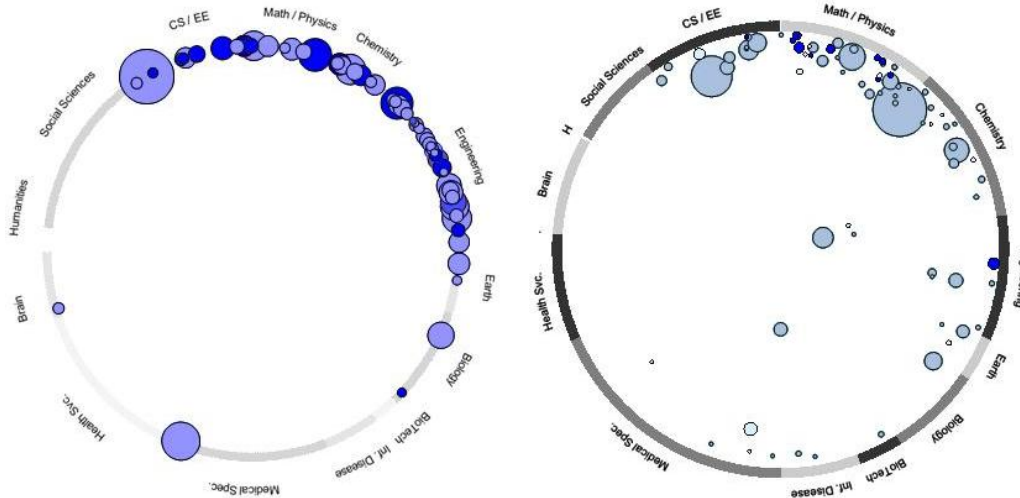 CS / EE
Math / Physics
Chemistry
Engineering
Earth
Biology
BioTech
Inf. Disease
Medical Spec.
Health Svc.
Brain
Humanities
Social Sciences
CS / EE
Math / Physics
Chemistry
Earth
Biology
BioTech
Inf. Disease
Medical Spec.
Health Svc.
Brain
H
Social Sciences